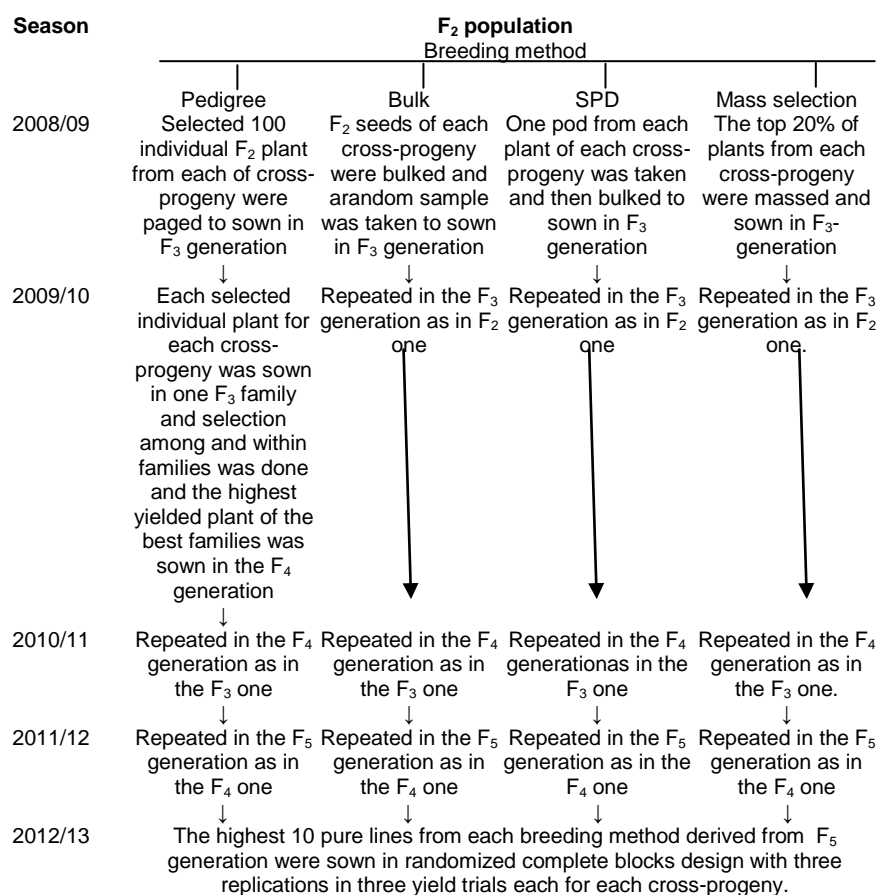 Season
F₂ population
Breeding method
Pedigree
Bulk
SPD
Mass selection
2008/09
Selected 100
individual F₂ plant
from each of cross-
progeny were
paged to sown in
F₃ generation
↓
F₂ seeds of each
cross-progeny
were bulked and
arandom sample
was taken to sown
in F₃ generation
↓
One pod from each
plant of each cross-
progeny was taken
and then bulked to
sown in F₃
generation
↓
The top 20% of
plants from each
cross-progeny
were massed and
sown in F₃-
generation
↓
2009/10
Each selected
individual plant for
each cross-
progeny was sown
in one F₃ family
and selection
among and within
families was done
and the highest
yielded plant of the
best families was
sown in the F₄
generation
↓
Repeated in the F₃
generation as in F₂
one
Repeated in the F₃
generation as in F₂
one
Repeated in the F₃
generation as in F₂
one.
2010/11
Repeated in the F₄
generation as in
the F₃ one
↓
Repeated in the F₄
generation as in
the F₃ one
↓
Repeated in the F₄
generationas in the
F₃ one
↓
Repeated in the F₄
generation as in
the F₃ one.
↓
2011/12
Repeated in the F₅
generation as in
the F₄ one
↓
Repeated in the F₅
generation as in
the F₄ one
↓
Repeated in the F₅
generation as in the
F₄ one
↓
Repeated in the F₅
generation as in
the F₄ one
↓
2012/13
The highest 10 pure lines from each breeding method derived from F₅
generation were sown in randomized complete blocks design with three
replications in three yield trials each for each cross-progeny.